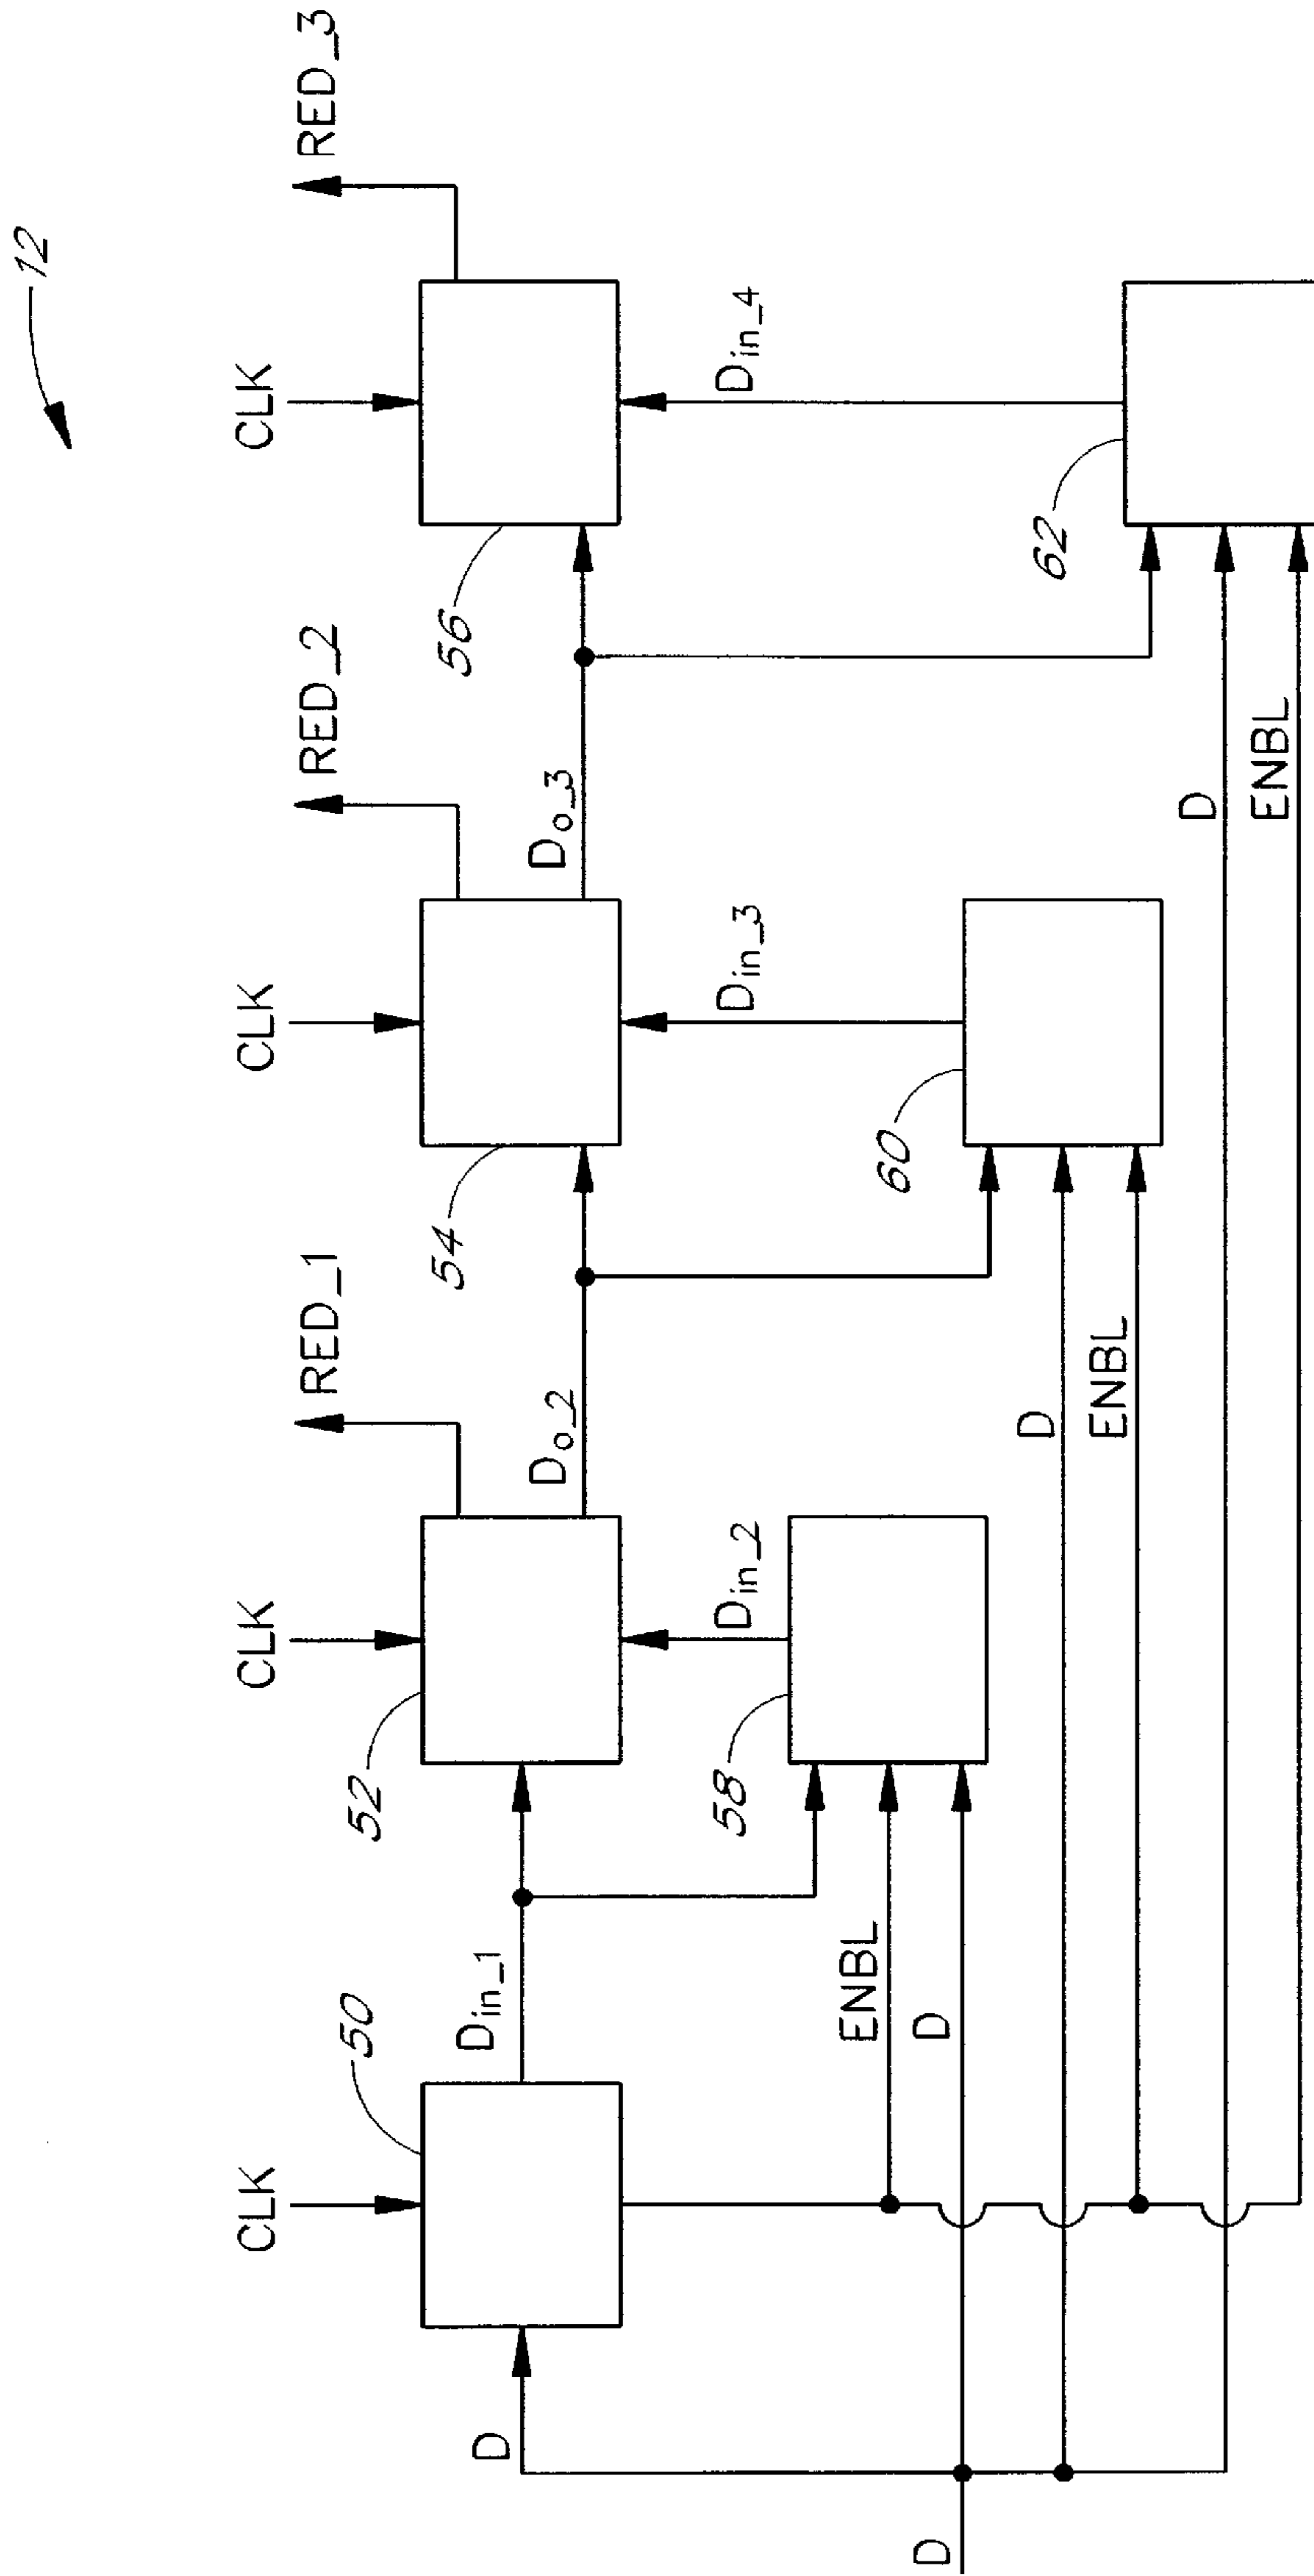 12
CLK
CLK
CLK
CLK
RED_1
RED_2
RED_3
50
52
54
56
D
D
Din_1
Do_2
Do_3
Din_2
Din_3
Din_4
58
60
62
ENBL
D
D
ENBL
D
ENBL